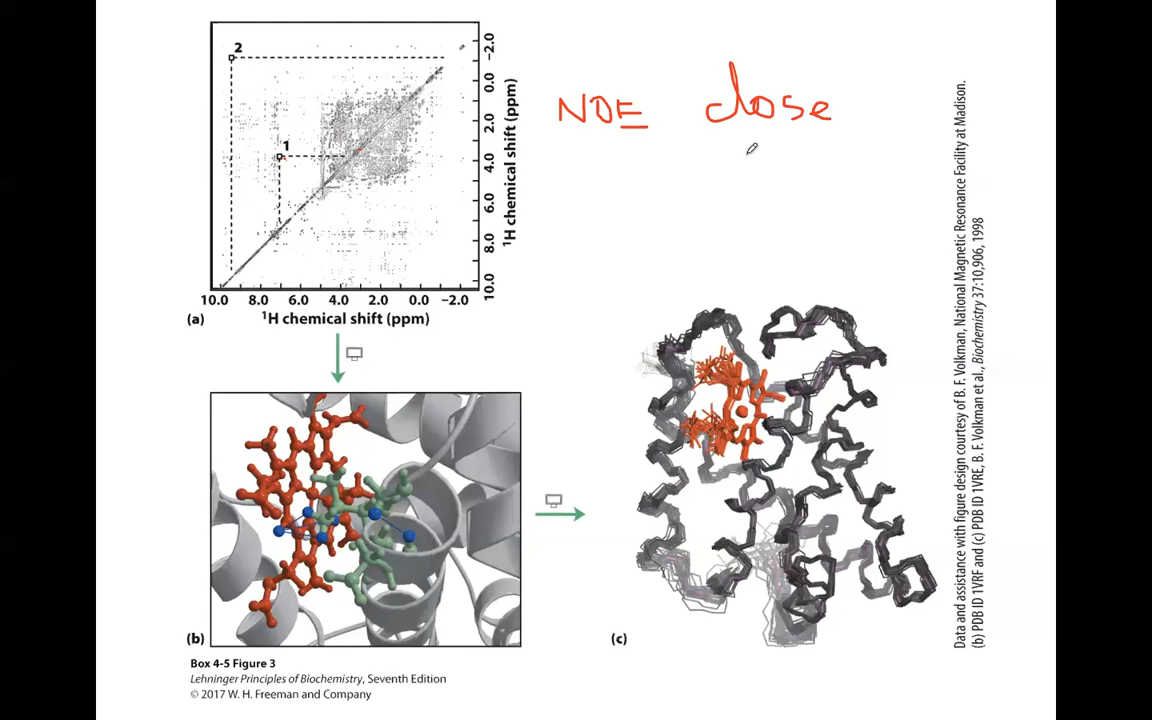 2
1
-2.0
0.0
2.0
4.0
6.0
8.0
10.0
¹H chemical shift (ppm)
10.0 8.0 6.0 4.0 2.0 0.0 -2.0
¹H chemical shift (ppm)
(a)
NOE close
(b)
(c)
Data and assistance with figure design courtesy of B. F. Volkman, National Magnetic Resonance Facility at Madison.
(b) PDB ID 1VRF and (c) PDB ID 1VRE, B. F. Volkman et al., Biochemistry 37:10,906, 1998
Box 4-5 Figure 3
Lehninger Principles of Biochemistry, Seventh Edition
© 2017 W. H. Freeman and Company